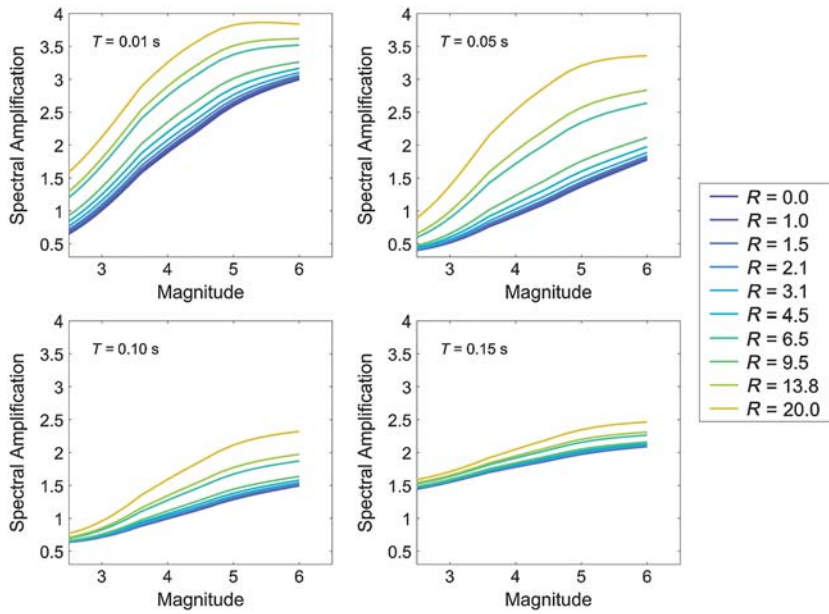 4
3.5
3
2.5
2
1.5
1
0.5
Spectral Amplification
T = 0.01 s
3 4 5 6
Magnitude
4
3.5
3
2.5
2
1.5
1
0.5
Spectral Amplification
T = 0.05 s
3 4 5 6
Magnitude
4
3.5
3
2.5
2
1.5
1
0.5
Spectral Amplification
T = 0.10 s
3 4 5 6
Magnitude
4
3.5
3
2.5
2
1.5
1
0.5
Spectral Amplification
T = 0.15 s
3 4 5 6
Magnitude
R = 0.0
R = 1.0
R = 1.5
R = 2.1
R = 3.1
R = 4.5
R = 6.5
R = 9.5
R = 13.8
R = 20.0